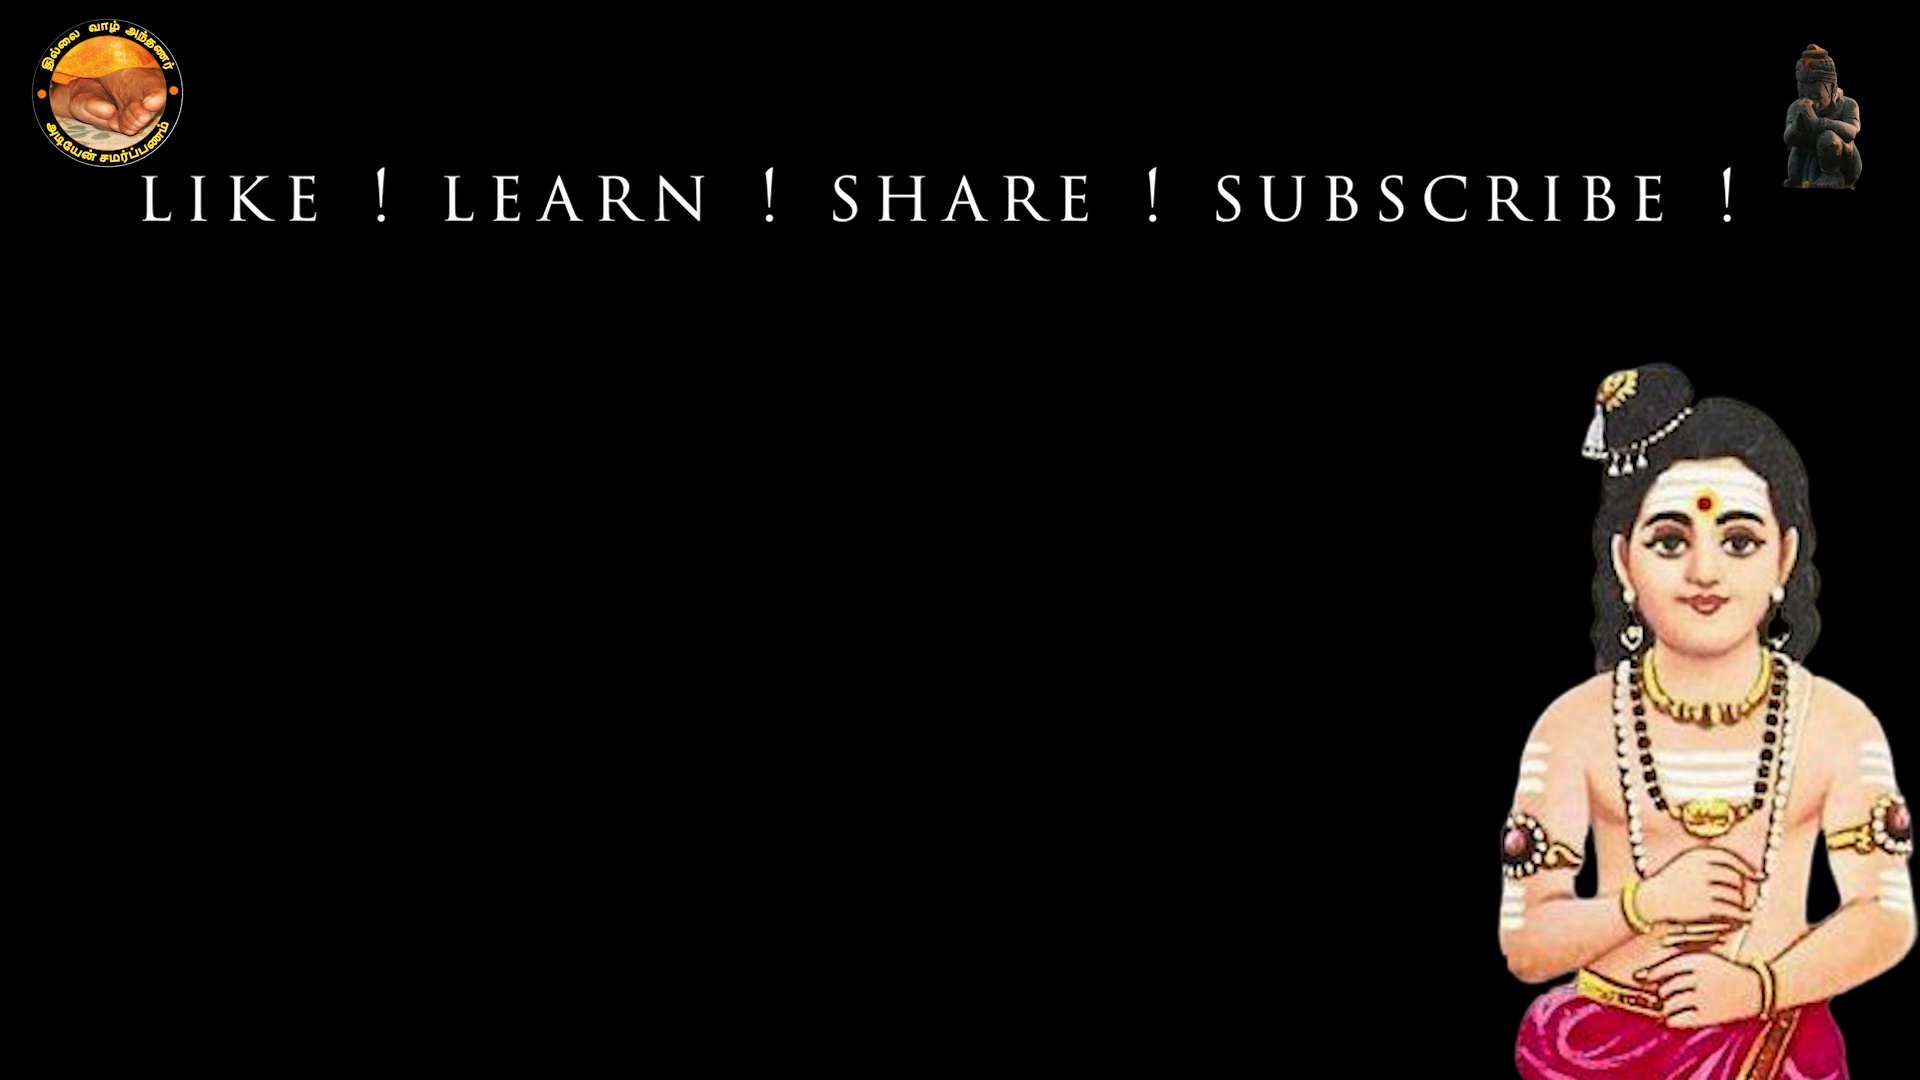 தில்லை வாழ் அந்தணர்
அடியேன் சமர்ப்பணம்
LIKE ! LEARN ! SHARE ! SUBSCRIBE !